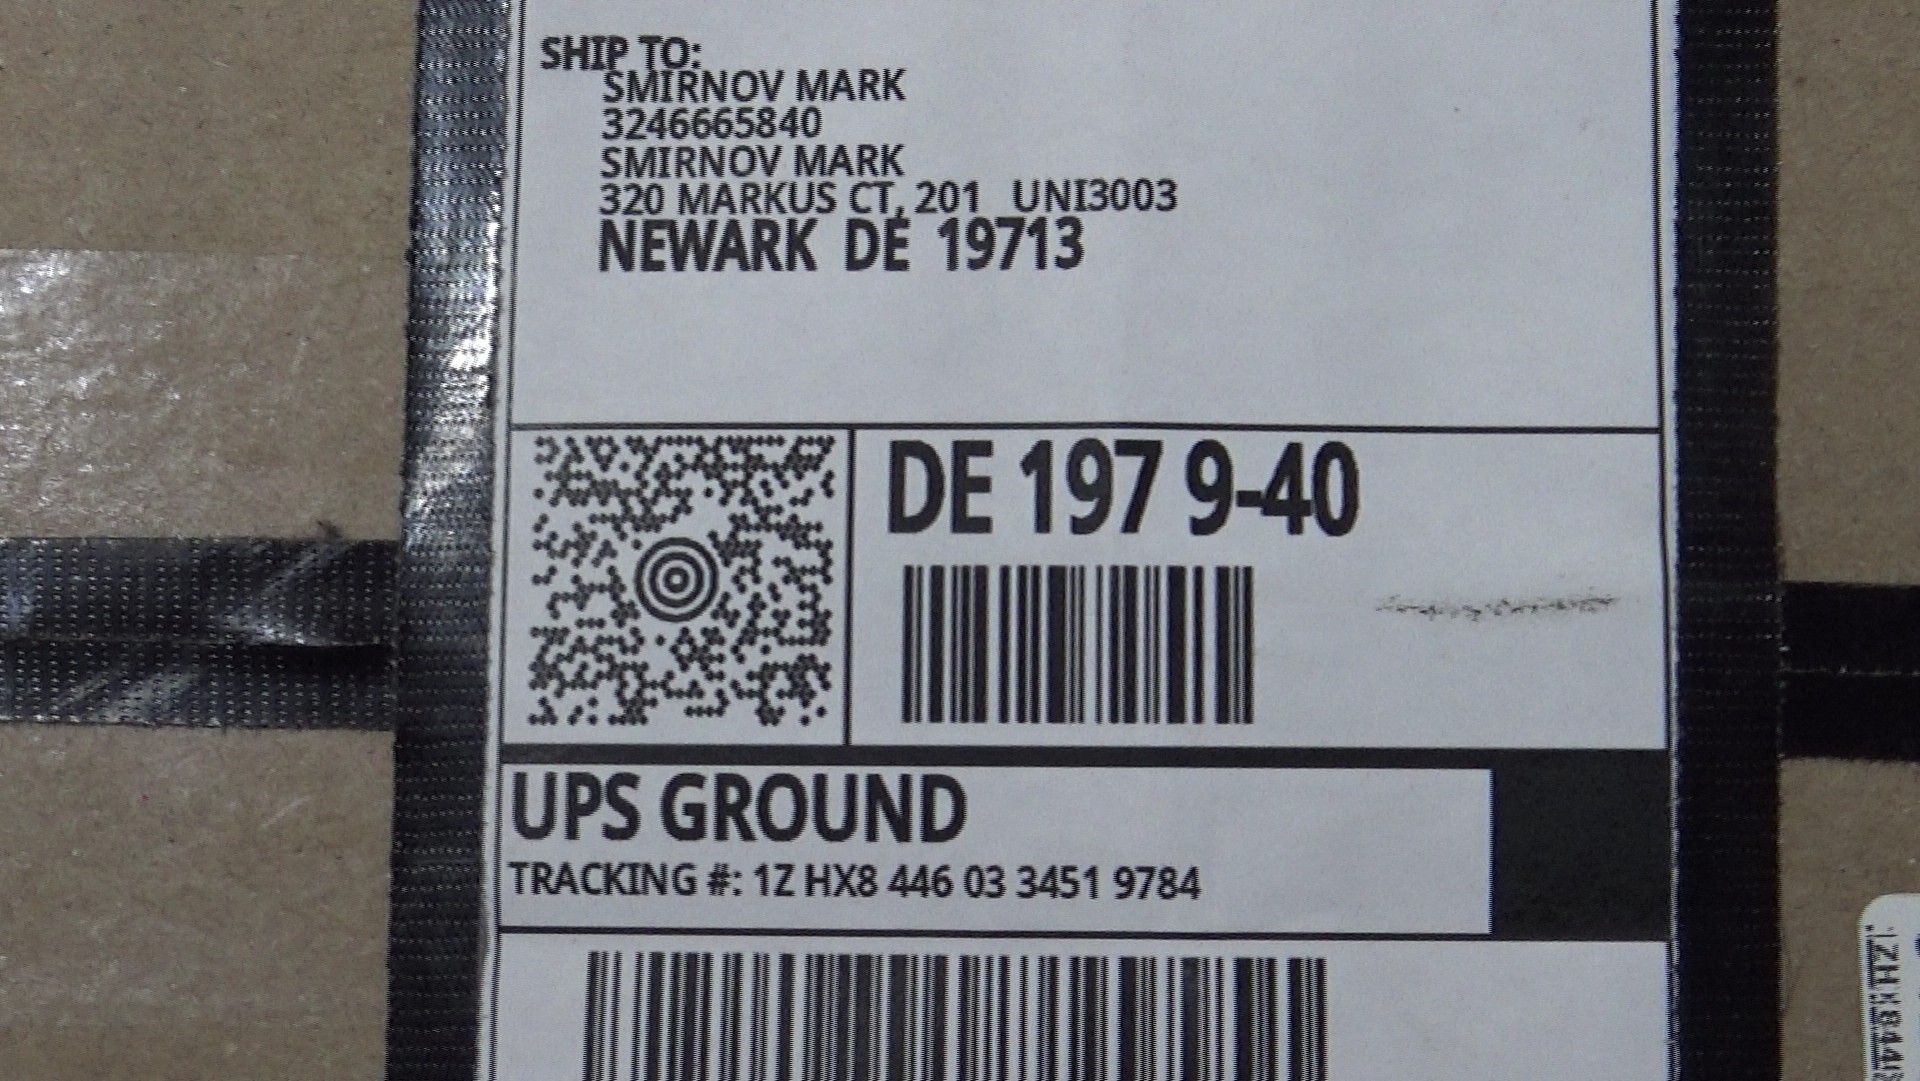 SHIP TO:
SMIRNOV MARK
3246665840
SMIRNOV MARK
320 MARKUS CT, 201 UNI3003
NEWARK DE 19713
DE 197 9-40
UPS GROUND
TRACKING #: 1Z HX8 446 03 3451 9784